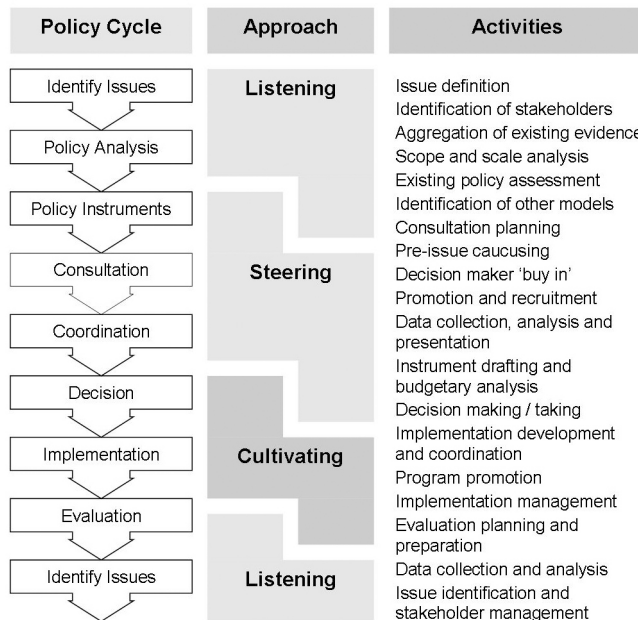 Policy Cycle
Approach
Activities
Identify Issues
Policy Analysis
Policy Instruments
Consultation
Coordination
Decision
Implementation
Evaluation
Identify Issues
Listening
Steering
Cultivating
Listening
Issue definition
Identification of stakeholders
Aggregation of existing evidence
Scope and scale analysis
Existing policy assessment
Identification of other models
Consultation planning
Pre-issue caucusing
Decision maker ‘buy in’
Promotion and recruitment
Data collection, analysis and
presentation
Instrument drafting and
budgetary analysis
Decision making / taking
Implementation development
and coordination
Program promotion
Implementation management
Evaluation planning and
preparation
Data collection and analysis
Issue identification and
stakeholder management